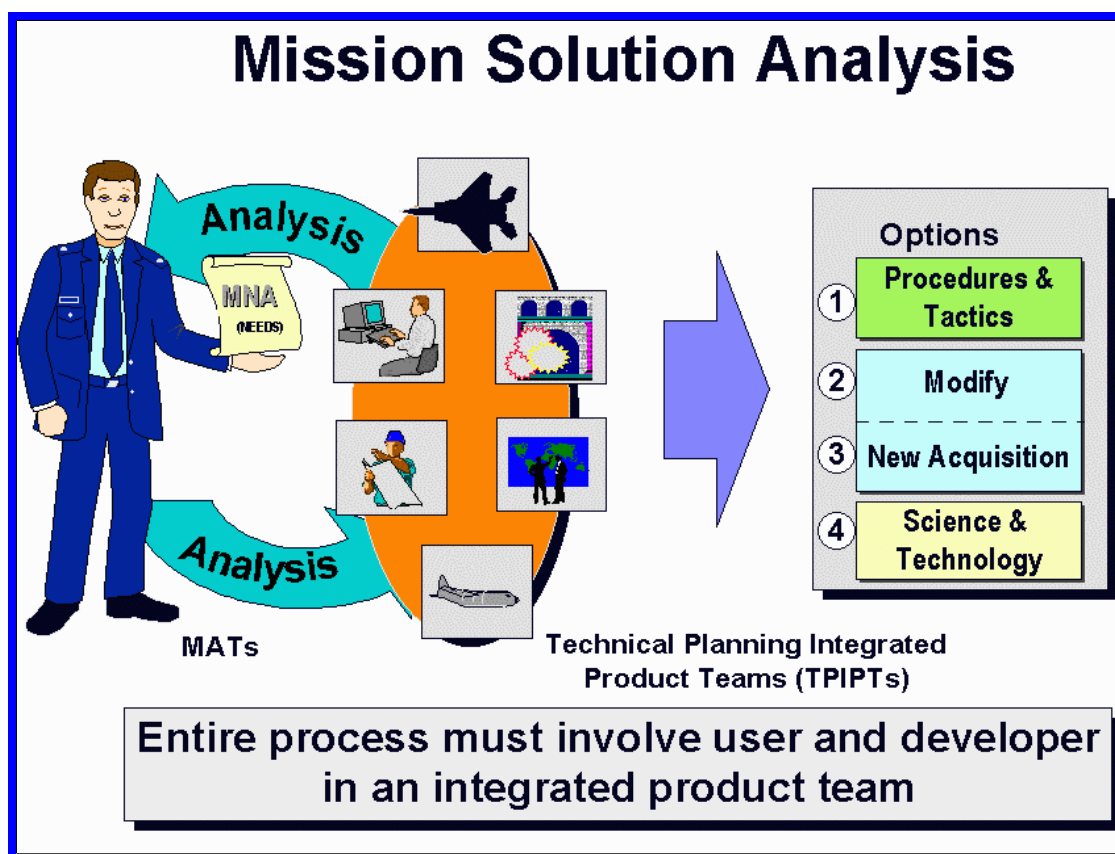 Mission Solution Analysis
Analysis
MNA
(NEEDS)
Analysis
MATs
Technical Planning Integrated
Product Teams (TPIPTs)
Options
1
Procedures &
Tactics
2
Modify
3
New Acquisition
4
Science &
Technology
Entire process must involve user and developer
in an integrated product team